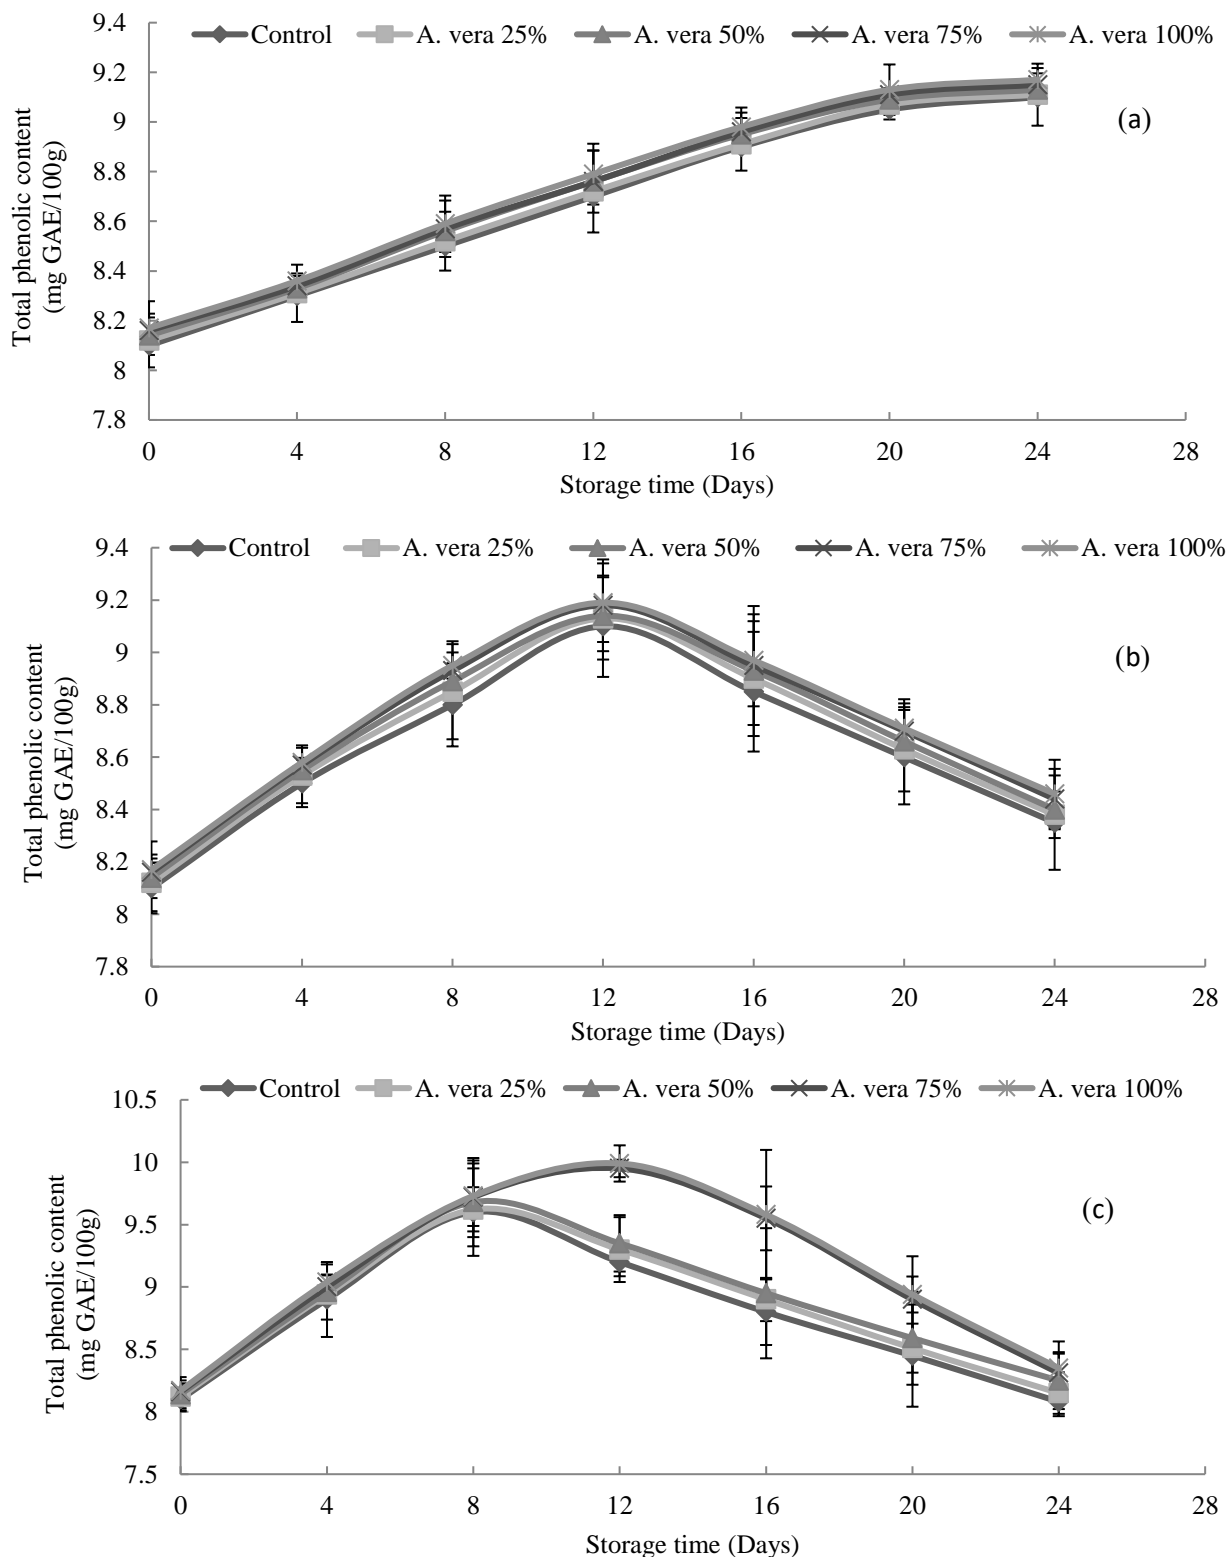 Control A. vera 25% A. vera 50% A. vera 75% A. vera 100%
9.4
9.2
9
8.8
8.6
8.4
8.2
8
7.8
Total phenolic content
(mg GAE/100g)
(a)
0 4 8 12 16 20 24 28
Storage time (Days)
Control A. vera 25% A. vera 50% A. vera 75% A. vera 100%
9.4
9.2
9
8.8
8.6
8.4
8.2
8
7.8
Total phenolic content
(mg GAE/100g)
(b)
0 4 8 12 16 20 24 28
Storage time (Days)
Control A. vera 25% A. vera 50% A. vera 75% A. vera 100%
10.5
10
9.5
9
8.5
8
7.5
Total phenolic content
(mg GAE/100g)
(c)
0 4 8 12 16 20 24 28
Storage time (Days)